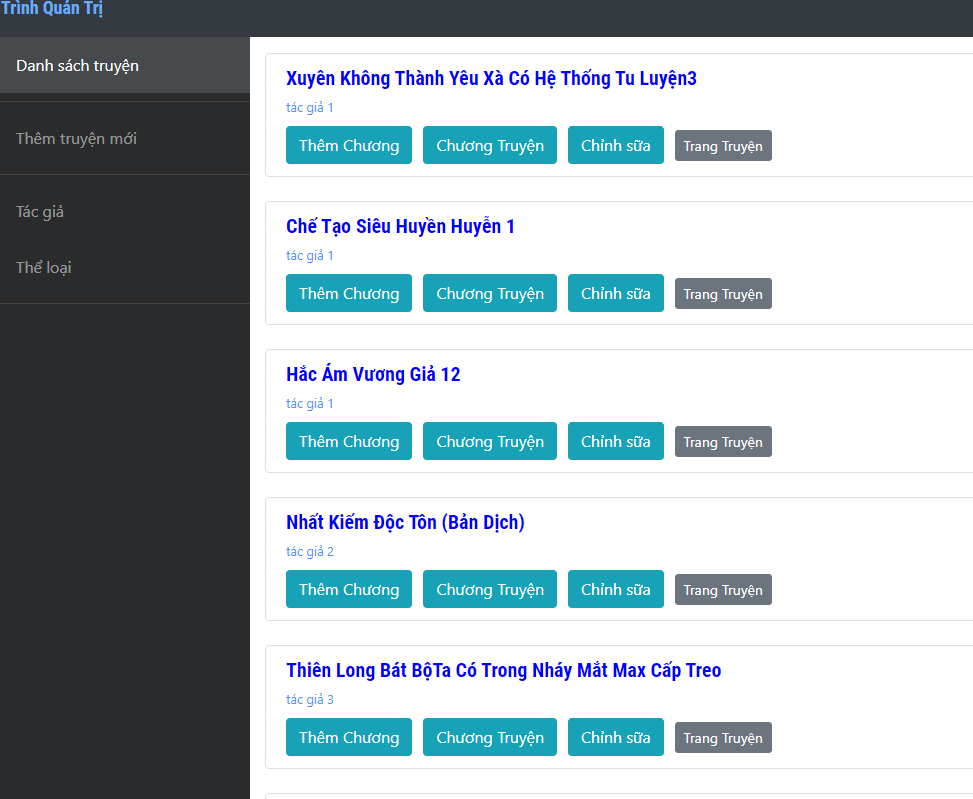 Trình Quản Trị
Danh sách truyện
Thêm truyện mới
Tác giả
Thể loại
Xuyên Không Thành Yêu Xà Có Hệ Thống Tu Luyện3
tác giả 1
Thêm Chương Chương Truyện Chỉnh sữa Trang Truyện
Chế Tạo Siêu Huyền Huyễn 1
tác giả 1
Thêm Chương Chương Truyện Chỉnh sữa Trang Truyện
Hắc Ám Vương Giả 12
tác giả 1
Thêm Chương Chương Truyện Chỉnh sữa Trang Truyện
Nhất Kiếm Độc Tôn (Bản Dịch)
tác giả 2
Thêm Chương Chương Truyện Chỉnh sữa Trang Truyện
Thiên Long Bát BộTa Có Trong Nháy Mắt Max Cấp Treo
tác giả 3
Thêm Chương Chương Truyện Chỉnh sữa Trang Truyện